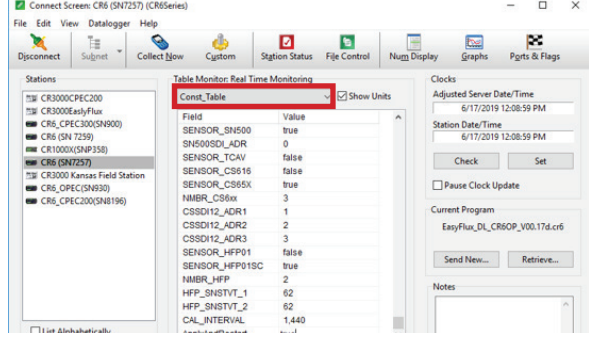 Connect Screen: CR6 (SN7257) (CR6Series)
File Edit View Datalogger Help
Disconnect Subnet Collect Now Custom Station Status File Control Num Display Graphs Ports & Flags
Stations
CR3000CPEC200
CR3000EaslyFlux
CR6_CPEC300(SN900)
CR6 (SN 7259)
CR1000X(SNP358)
CR6 (SN7257)
CR3000 Kansas Field Station
CR6_OPEC(SN930)
CR6_CPEC200(SN8196)
List Alphabetically
Table Monitor: Real Time Monitoring
Const_Table Show Units
Field Value
SENSOR_SN500 true
SN500SDI_ADR 0
SENSOR_TCAV false
SENSOR_CS616 false
SENSOR_CS65X true
NMBR_CS6xx 3
CSSDI12_ADR1 1
CSSDI12_ADR2 2
CSSDI12_ADR3 3
SENSOR_HFP01 false
SENSOR_HFP01SC true
NMBR_HFP 2
HFP_SNSTVT_1 62
HFP_SNSTVT_2 62
CAL_INTERVAL 1,440
Clocks
Adjusted Server Date/Time
6/17/2019 12:08:59 PM
Station Date/Time
6/17/2019 12:08:59 PM
Check Set
Pause Clock Update
Current Program
EasyFlux_DL_CR6OP_V00.17d.cr6
Send New... Retrieve...
Notes